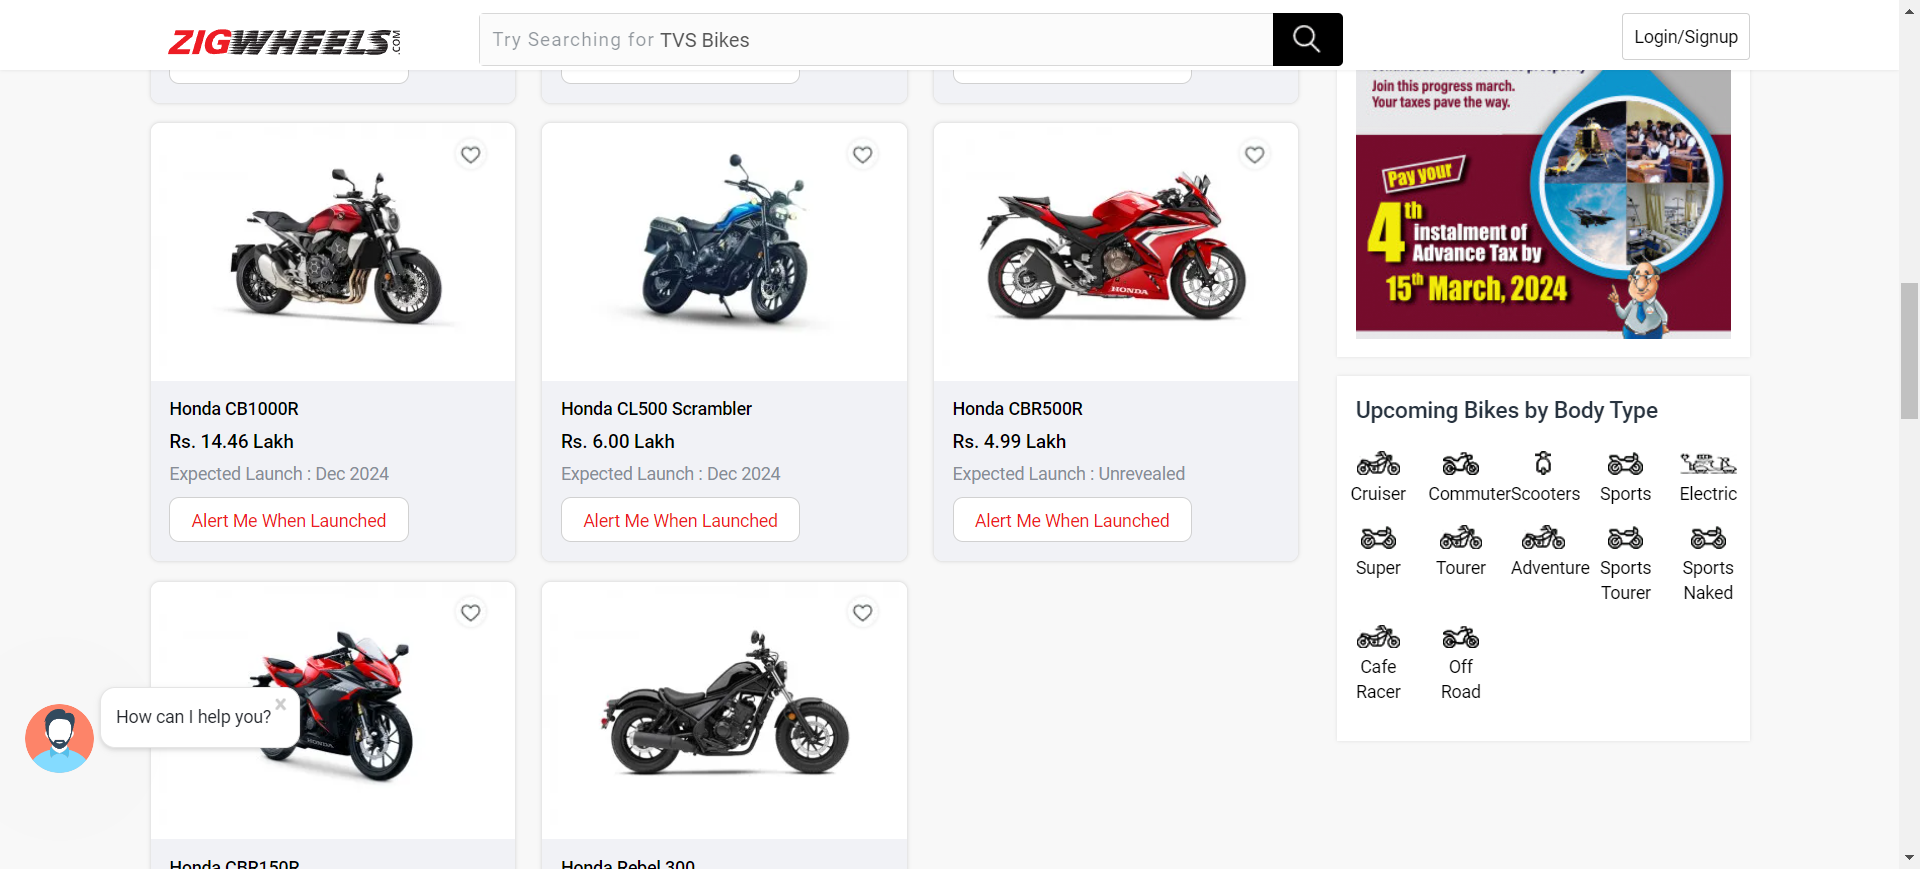 ZIGWHEELS.COM
Try Searching for TVS Bikes
Login/Signup
Join this progress march.
Your taxes pave the way.
Pay your
4th
instalment of
Advance Tax by
15th March, 2024
HONDA
Honda CB1000R
Rs. 14.46 Lakh
Expected Launch : Dec 2024
Alert Me When Launched
Honda CL500 Scrambler
Rs. 6.00 Lakh
Expected Launch : Dec 2024
Alert Me When Launched
Honda CBR500R
Rs. 4.99 Lakh
Expected Launch : Unrevealed
Alert Me When Launched
Upcoming Bikes by Body Type
Cruiser
Commuter
Scooters
Sports
Electric
Super
Tourer
Adventure
Sports
Tourer
Sports
Naked
Cafe
Racer
Off
Road
How can I help you?
HONDA
Honda CBR150R
Honda Rebel 300